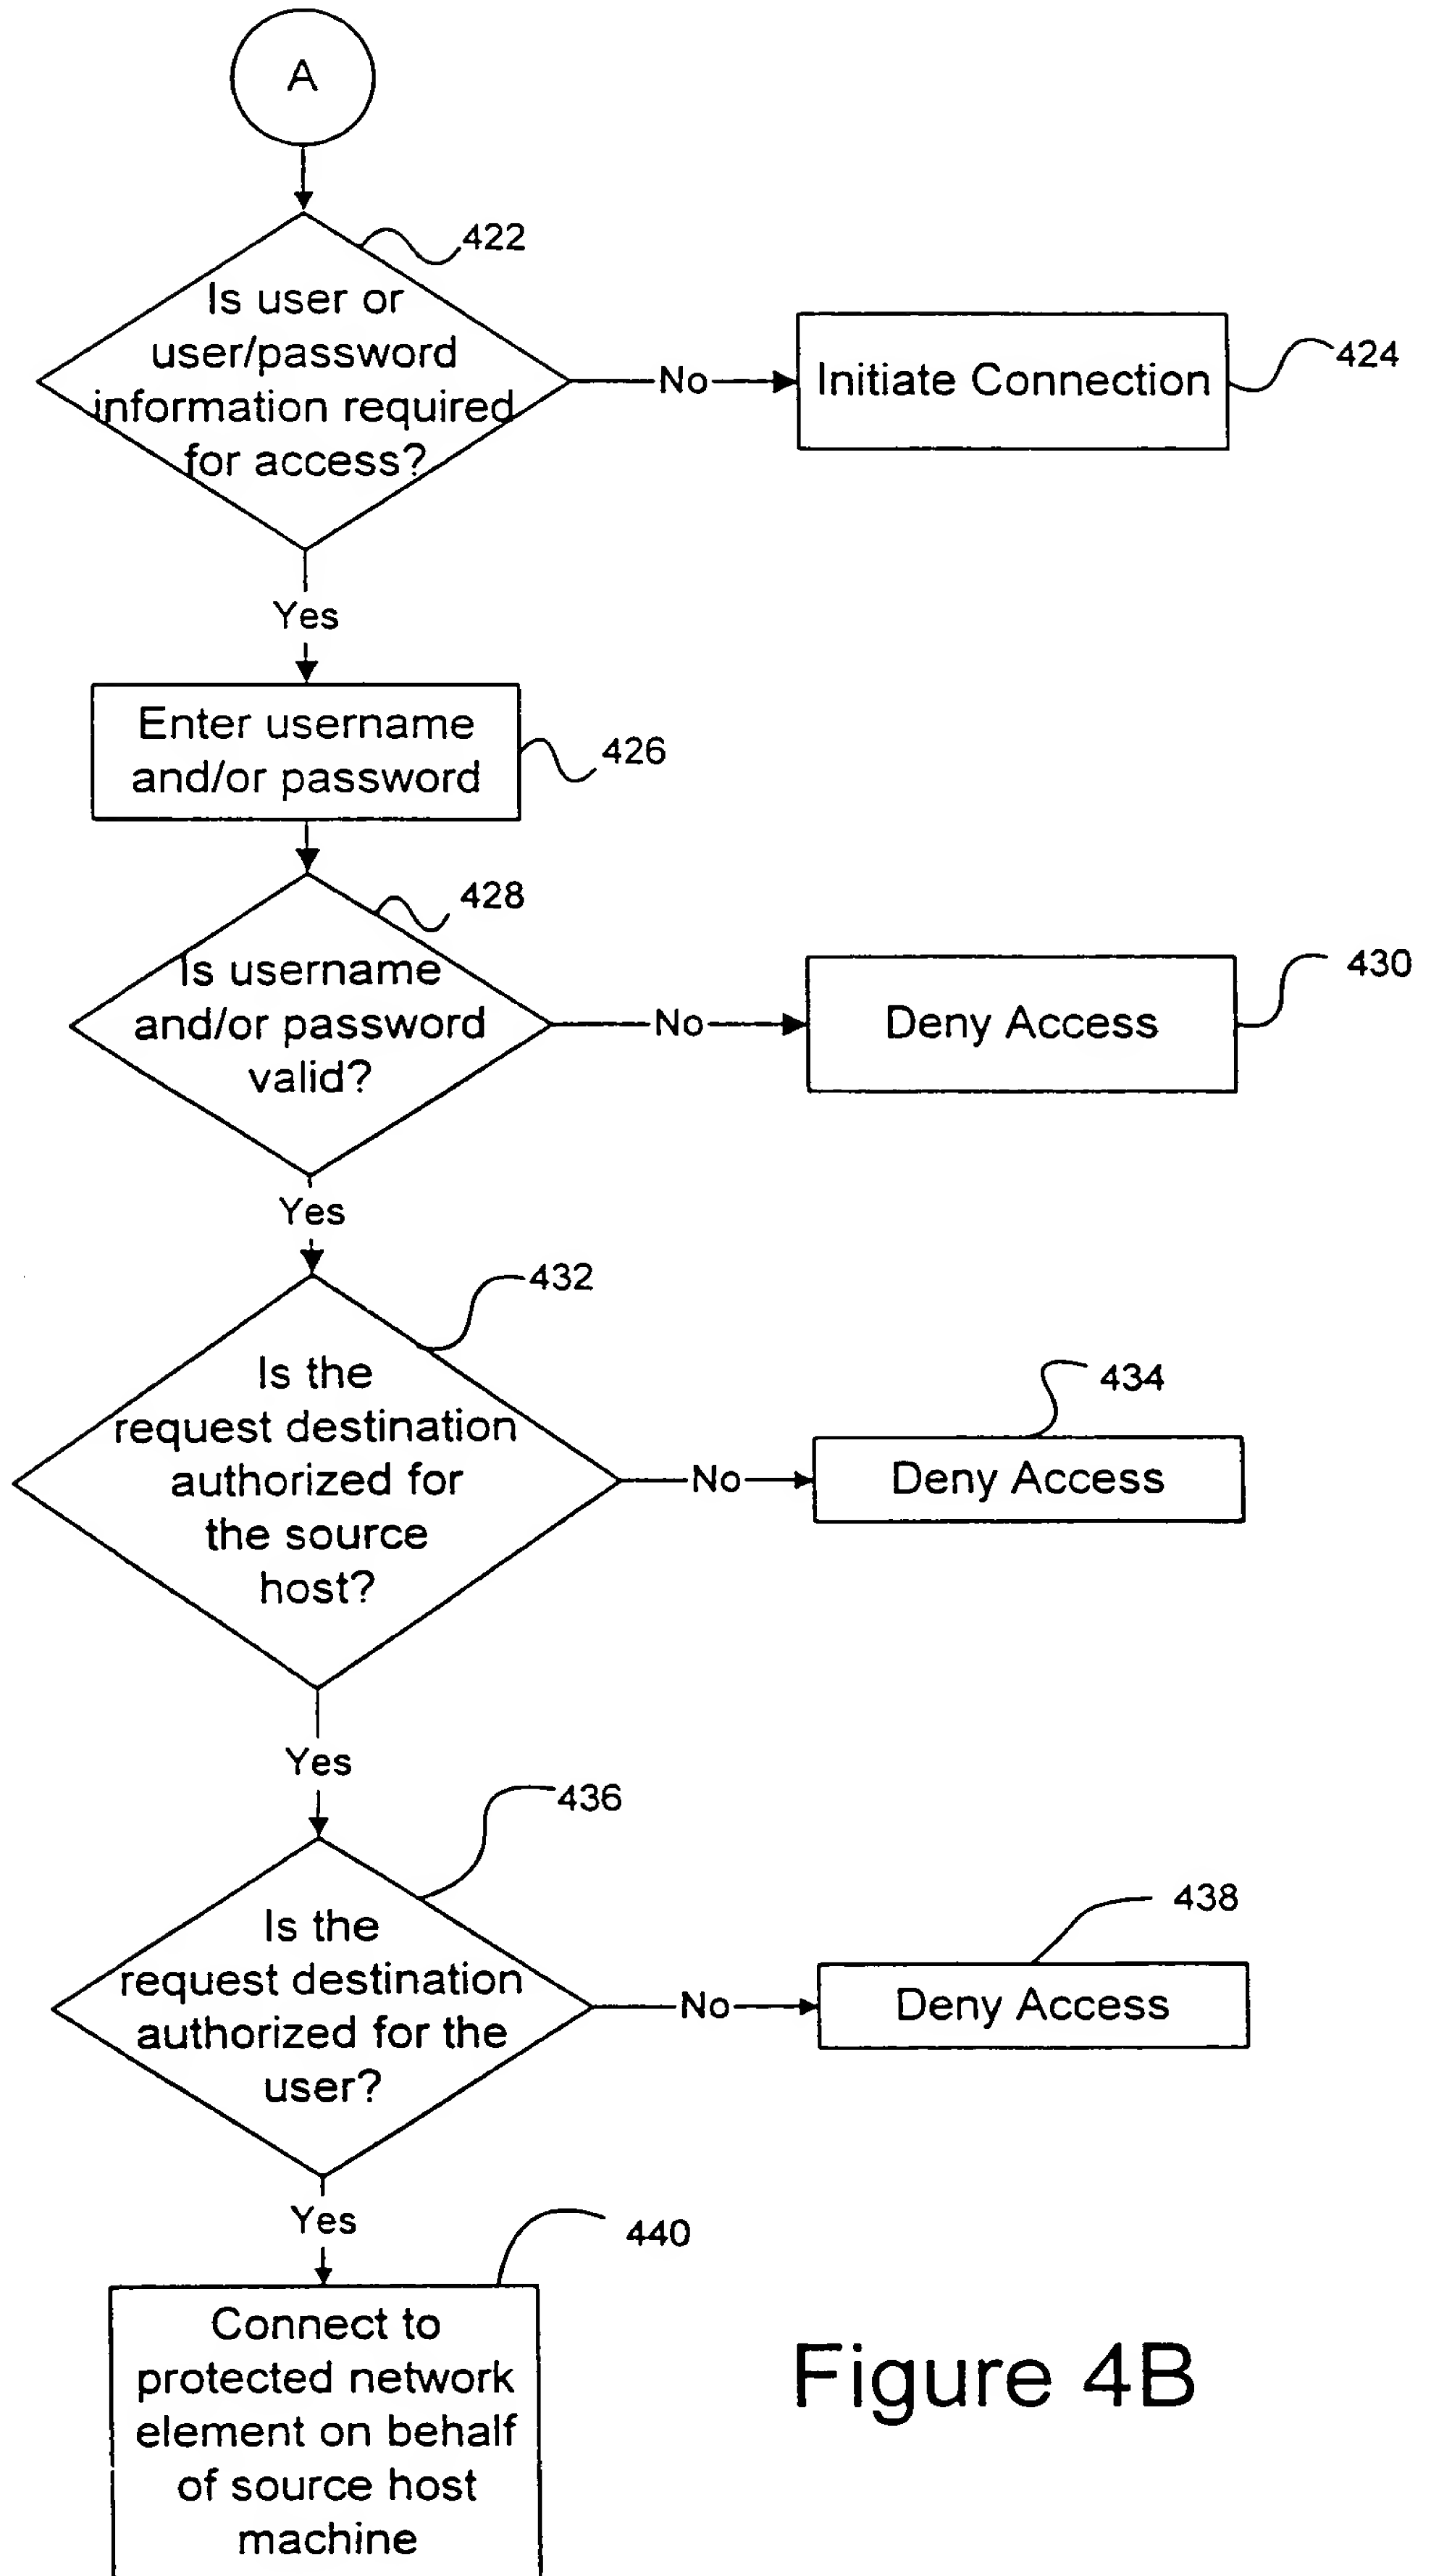 A
422
Is user or
user/password
information required
for access?
No
Initiate Connection
424
Yes
Enter username
and/or password
426
428
Is username
and/or password
valid?
No
Deny Access
430
Yes
432
Is the
request destination
authorized for
the source
host?
No
Deny Access
434
Yes
436
Is the
request destination
authorized for the
user?
No
Deny Access
438
Yes
440
Connect to
protected network
element on behalf
of source host
machine
Figure 4B